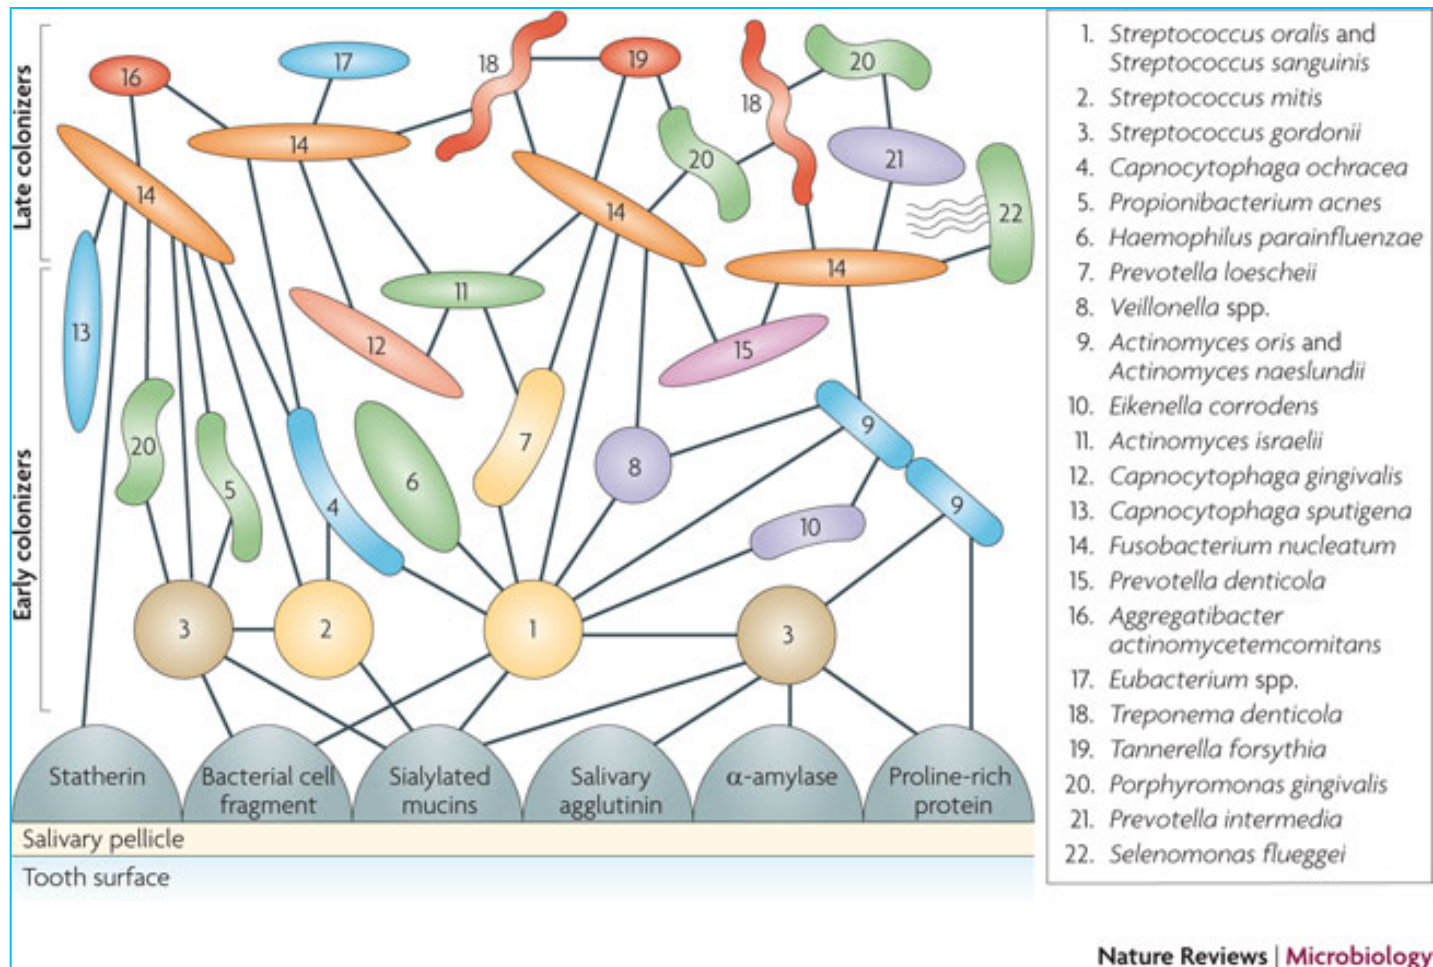 Late colonizers
Early colonizers
16
17
18
19
18
20
14
14
20
21
14
22
14
13
11
12
15
20
5
4
6
7
8
9
9
10
3
2
1
3
Statherin
Bacterial cell
fragment
Sialylated
mucins
Salivary
agglutinin
α-amylase
Proline-rich
protein
Salivary pellicle
Tooth surface
1. Streptococcus oralis and
Streptococcus sanguinis
2. Streptococcus mitis
3. Streptococcus gordonii
4. Capnocytophaga ochracea
5. Propionibacterium acnes
6. Haemophilus parainfluenzae
7. Prevotella loescheii
8. Veillonella spp.
9. Actinomyces oris and
Actinomyces naeslundii
10. Eikenella corrodens
11. Actinomyces israelii
12. Capnocytophaga gingivalis
13. Capnocytophaga sputigena
14. Fusobacterium nucleatum
15. Prevotella denticola
16. Aggregatibacter
actinomycetemcomitans
17. Eubacterium spp.
18. Treponema denticola
19. Tannerella forsythia
20. Porphyromonas gingivalis
21. Prevotella intermedia
22. Selenomonas flueggei
Nature Reviews | Microbiology